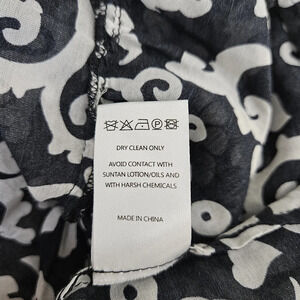 DRY CLEAN ONLY
AVOID CONTACT WITH
SUNTAN LOTION/OILS AND
WITH HARSH CHEMICALS
MADE IN CHINA